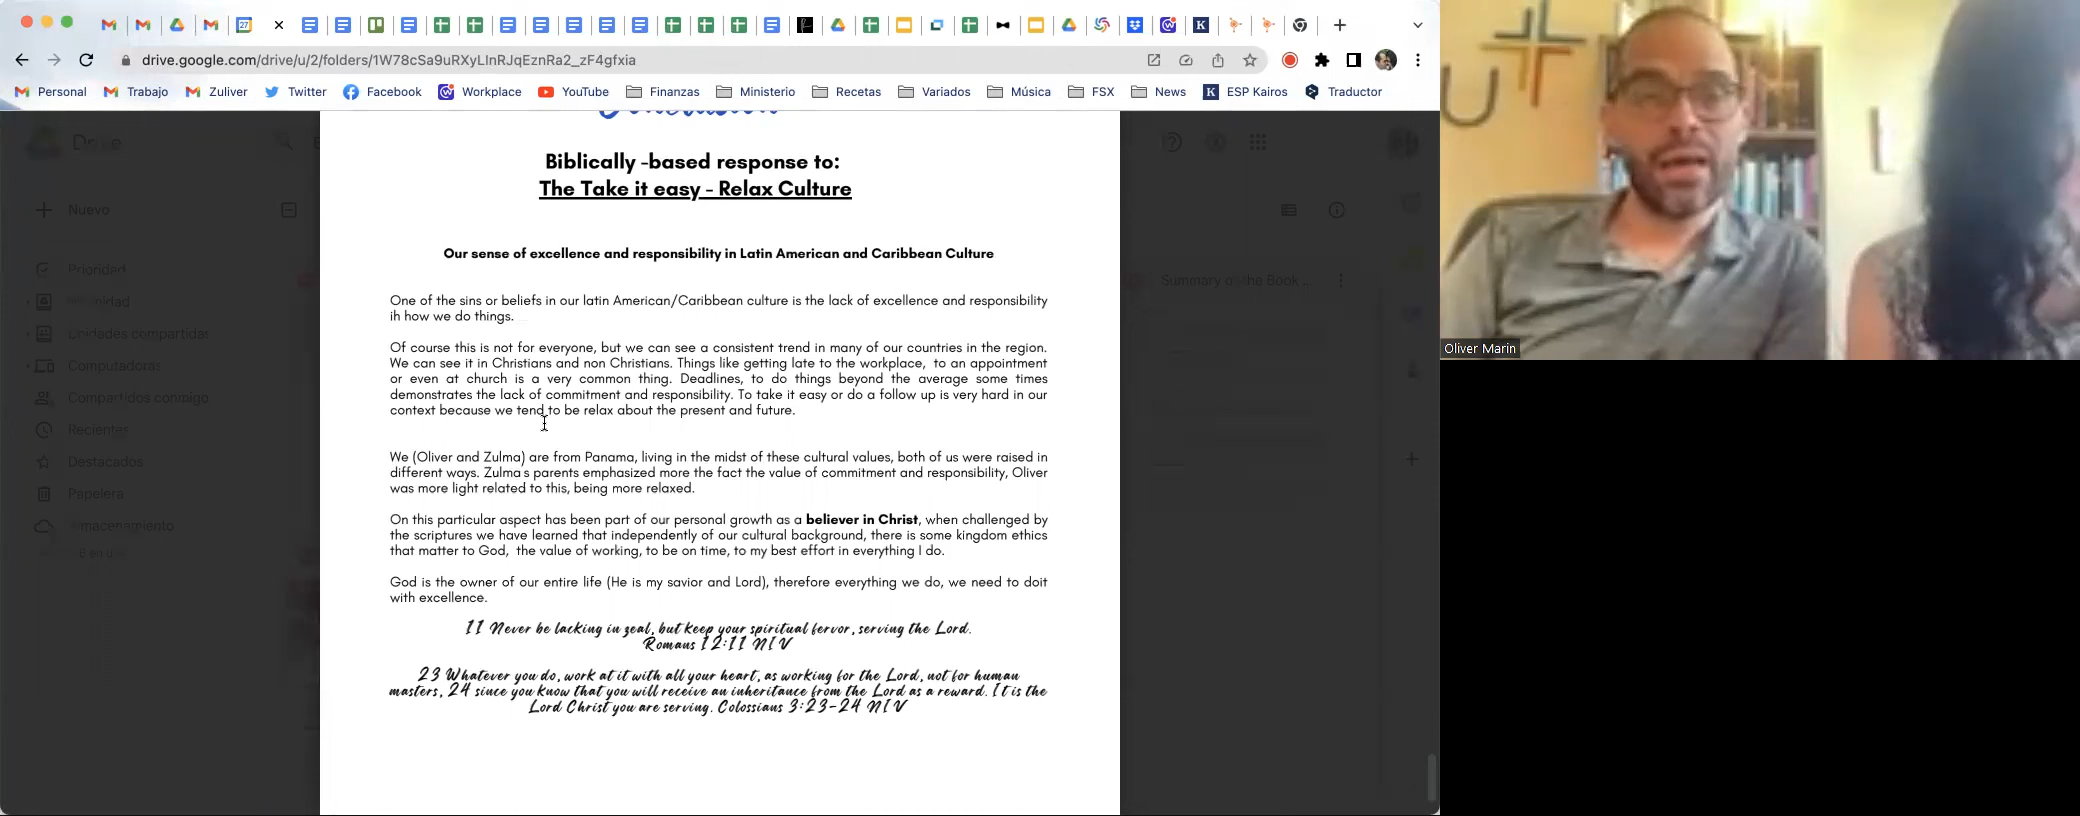 drive.google.com/drive/u/2/folders/1W78cSa9uRXyLInRJqEznRa2_zF4gfxia
Personal Trabajo Zuliver Twitter Facebook Workplace YouTube Finanzas Ministerio Recetas Variados Música FSX News ESP Kairos Traductor
Drive
Nuevo
Prioridad
Mi unidad
Unidades compartidas
Computadoras
Compartidos conmigo
Recientes
Destacados
Papelera
Almacenamiento
Summary of the Book ...
Biblically -based response to:
The Take it easy - Relax Culture
Our sense of excellence and responsibility in Latin American and Caribbean Culture
One of the sins or beliefs in our latin American/Caribbean culture is the lack of excellence and responsibility
ih how we do things.
Of course this is not for everyone, but we can see a consistent trend in many of our countries in the region.
We can see it in Christians and non Christians. Things like getting late to the workplace, to an appointment
or even at church is a very common thing. Deadlines, to do things beyond the average some times
demonstrates the lack of commitment and responsibility. To take it easy or do a follow up is very hard in our
context because we tend to be relax about the present and future.
We (Oliver and Zulma) are from Panama, living in the midst of these cultural values, both of us were raised in
different ways. Zulma s parents emphasized more the fact the value of commitment and responsibility, Oliver
was more light related to this, being more relaxed.
On this particular aspect has been part of our personal growth as a believer in Christ, when challenged by
the scriptures we have learned that independently of our cultural background, there is some kingdom ethics
that matter to God, the value of working, to be on time, to my best effort in everything I do.
God is the owner of our entire life (He is my savior and Lord), therefore everything we do, we need to doit
with excellence.
11 Never be lacking in zeal, but keep your spiritual fervor, serving the Lord.
Romans 12:11 NIV
23 Whatever you do, work at it with all your heart, as working for the Lord, not for human
masters, 24 since you know that you will receive an inheritance from the Lord as a reward. It is the
Lord Christ you are serving. Colossians 3:23-24 NIV
Oliver Marin